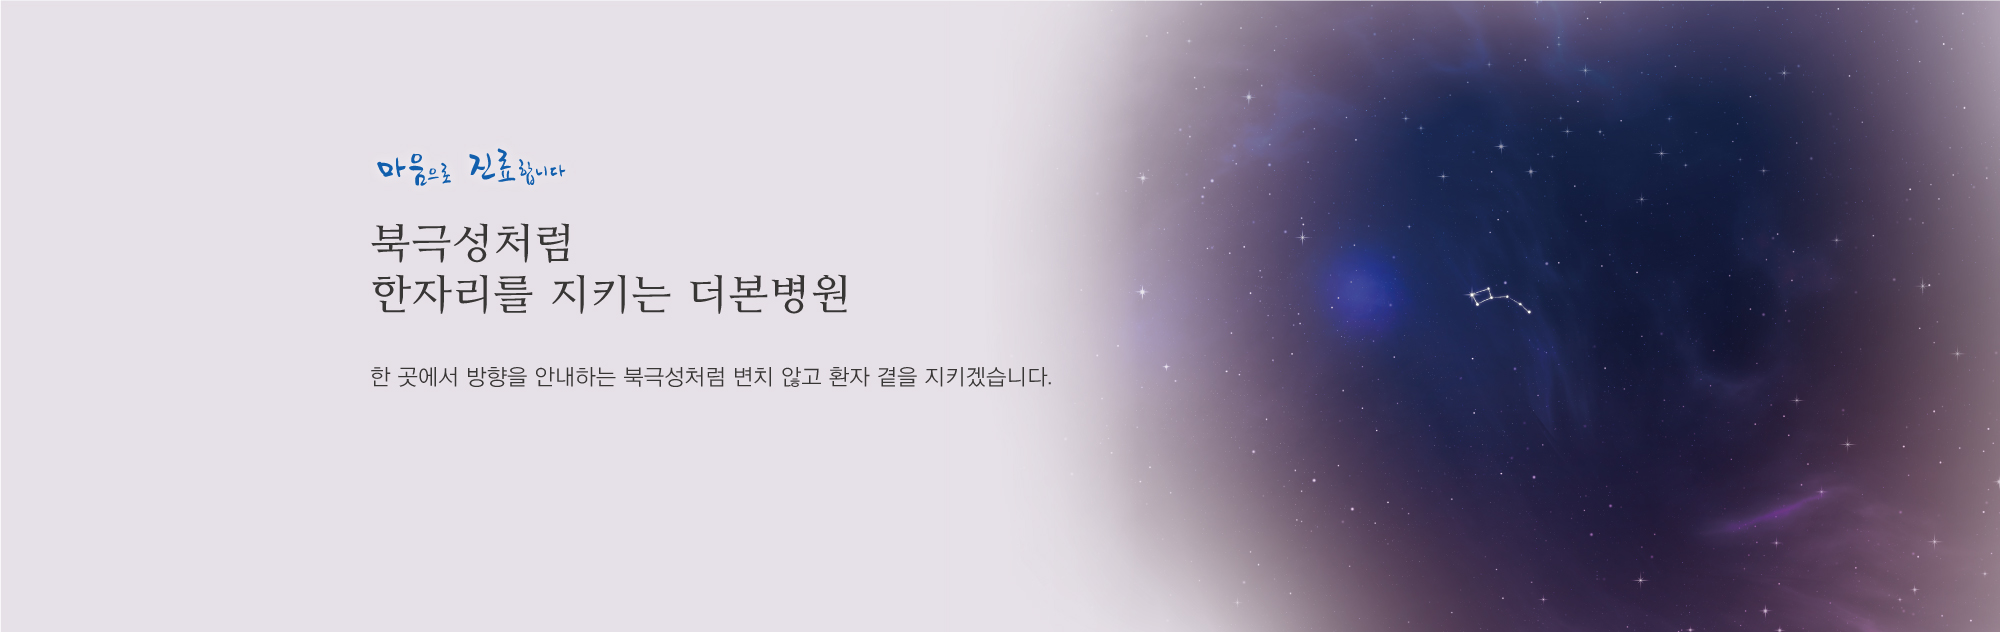 마음으로 진료합니다
북극성처럼
한자리를 지키는 더본병원
한 곳에서 방향을 안내하는 북극성처럼 변치 않고 환자 곁을 지키겠습니다.